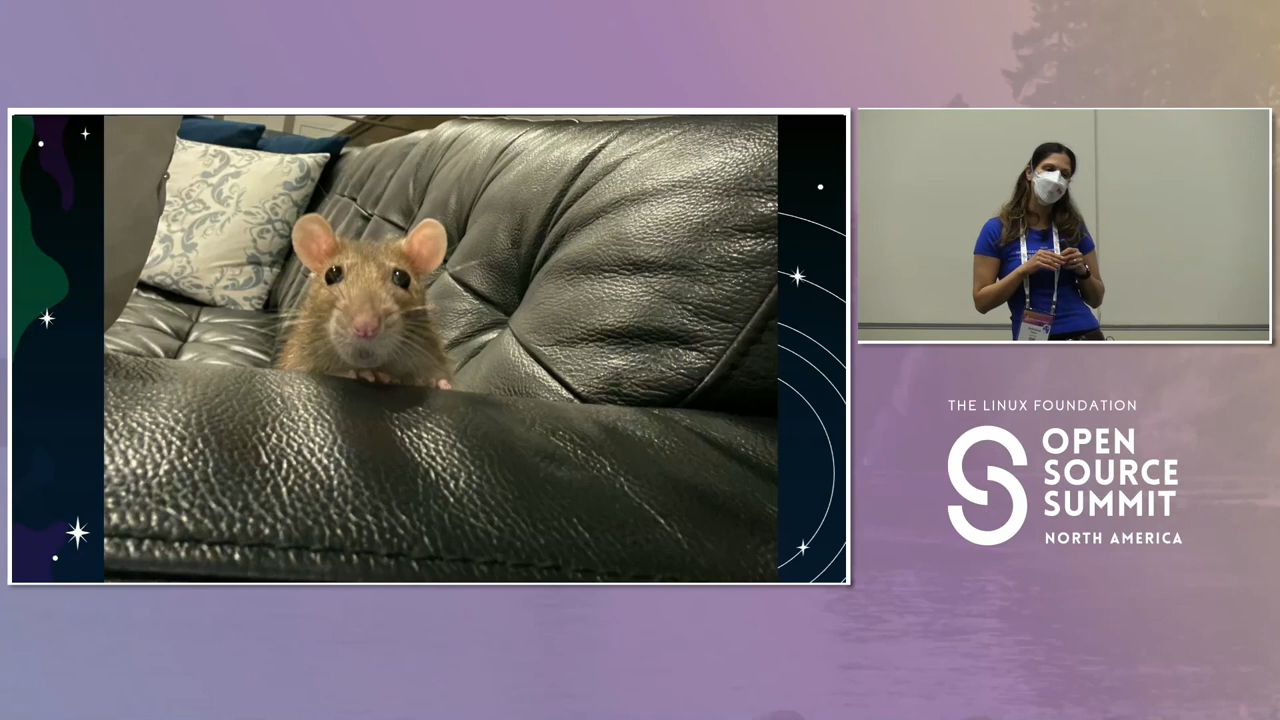 THE LINUX FOUNDATION
OPEN
SOURCE
SUMMIT
NORTH AMERICA